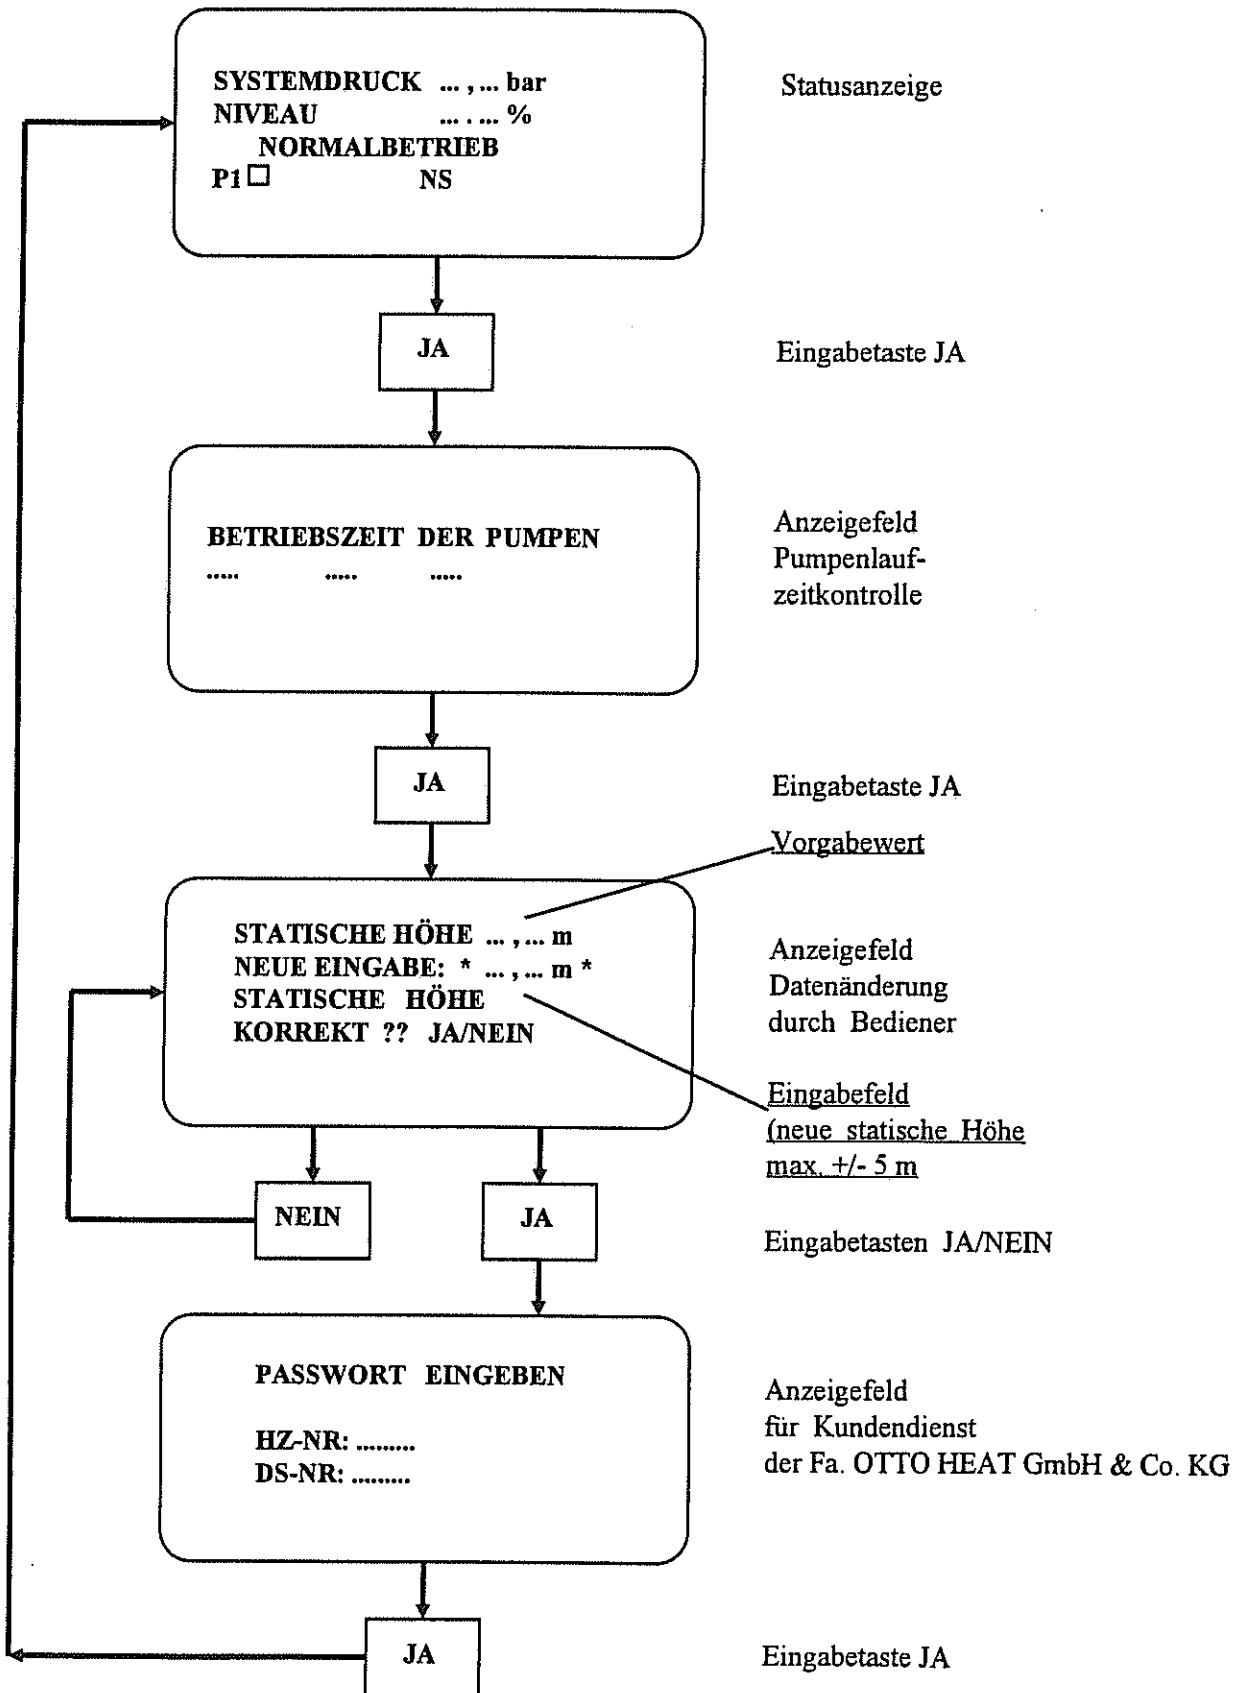 SYSTEMDRUCK ... , ... bar
NIVEAU ... . ... %
NORMALBETRIEB
P1 □ NS
Statusanzeige
JA
Eingabetaste JA
BETRIEBSZEIT DER PUMPEN
..... ..... .....
Anzeigefeld
Pumpenlauf-
zeitkontrolle
JA
Eingabetaste JA
Vorgabewert
STATISCHE HÖHE ... , ... m
NEUE EINGABE: * ... , ... m *
STATISCHE HÖHE
KORREKT ?? JA/NEIN
Anzeigefeld
Datenänderung
durch Bediener
Eingabefeld
(neue statische Höhe
max. +/- 5 m
NEIN
JA
Eingabetasten JA/NEIN
PASSWORT EINGEBEN
HZ-NR: .........
DS-NR: .........
Anzeigefeld
für Kundendienst
der Fa. OTTO HEAT GmbH & Co. KG
JA
Eingabetaste JA